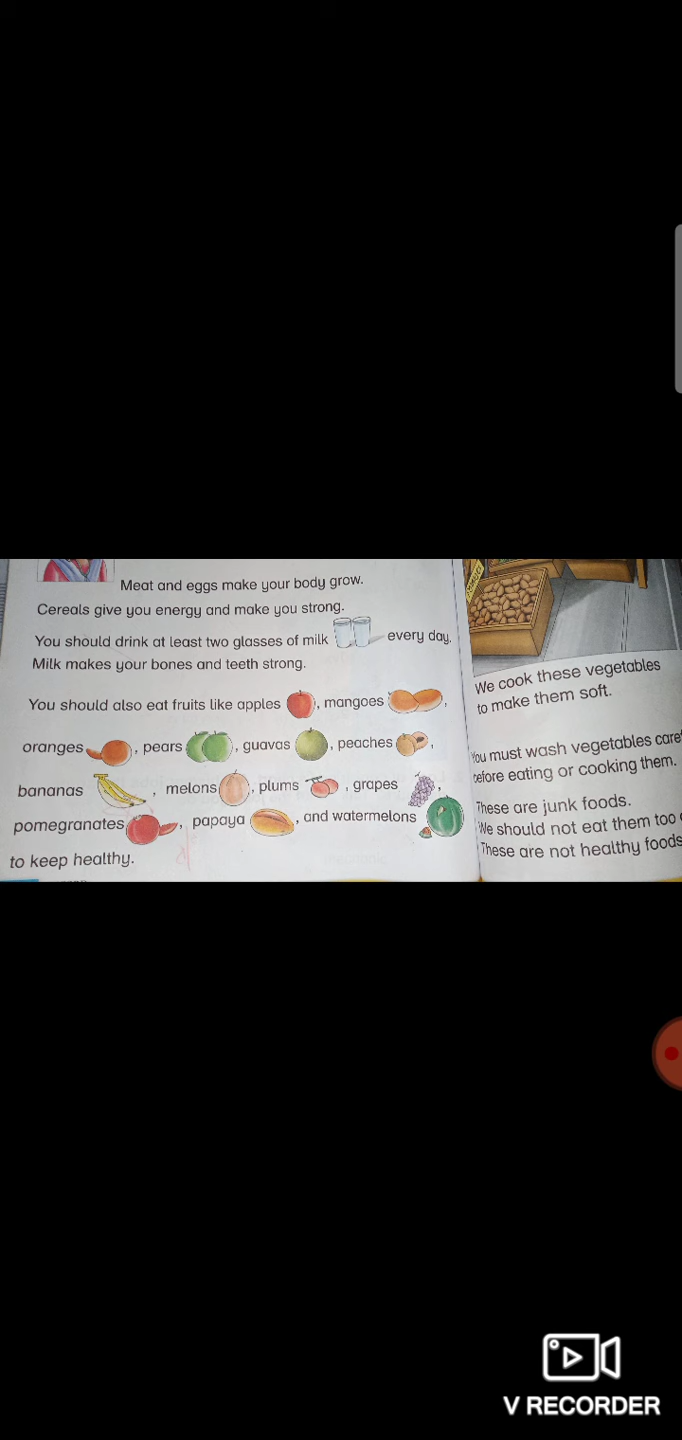 Meat and eggs make your body grow.
Cereals give you energy and make you strong.
You should drink at least two glasses of milk every day.
Milk makes your bones and teeth strong.
You should also eat fruits like apples, mangoes,
oranges, pears, guavas, peaches,
bananas, melons, plums, grapes,
pomegranates, papaya, and watermelons
to keep healthy.
We cook these vegetables
to make them soft.
You must wash vegetables
before eating or cooking them.
These are junk foods.
We should not eat them too
These are not healthy foods
V RECORDER